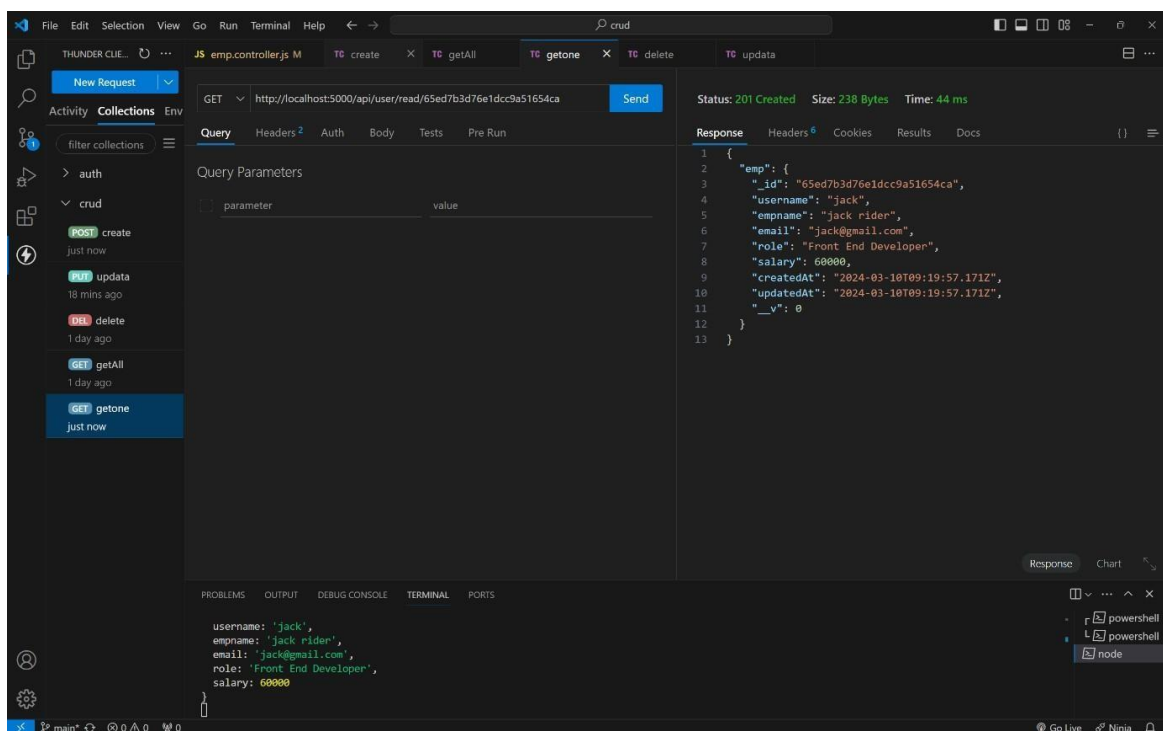 File Edit Selection View Go Run Terminal Help ← → crud
THUNDER CLIE... ···
New Request
Activity Collections Env
filter collections
auth
crud
POST create
just now
PUT updata
18 mins ago
DEL delete
1 day ago
GET getAll
1 day ago
GET getone
just now
1
JS emp.controller.js M TC create × TC getAll TC getone × TC delete TC updata ···
GET http://localhost:5000/api/user/read/65ed7b3d76e1dcc9a51654ca Send
Query Headers 2 Auth Body Tests Pre Run
Query Parameters
parameter value
Status: 201 Created Size: 238 Bytes Time: 44 ms
Response Headers 6 Cookies Results Docs {}
1 {
2 "emp": {
3 "_id": "65ed7b3d76e1dcc9a51654ca",
4 "username": "jack",
5 "empname": "jack rider",
6 "email": "jack@gmail.com",
7 "role": "Front End Developer",
8 "salary": 60000,
9 "createdAt": "2024-03-10T09:19:57.171Z",
10 "updatedAt": "2024-03-10T09:19:57.171Z",
11 "__v": 0
12 }
13 }
Response Chart
PROBLEMS OUTPUT DEBUG CONSOLE TERMINAL PORTS ···
username: 'jack',
empname: 'jack rider',
email: 'jack@gmail.com',
role: 'Front End Developer',
salary: 60000
}
powershell
powershell
node
main* 0 0 0 Go Live Ninja